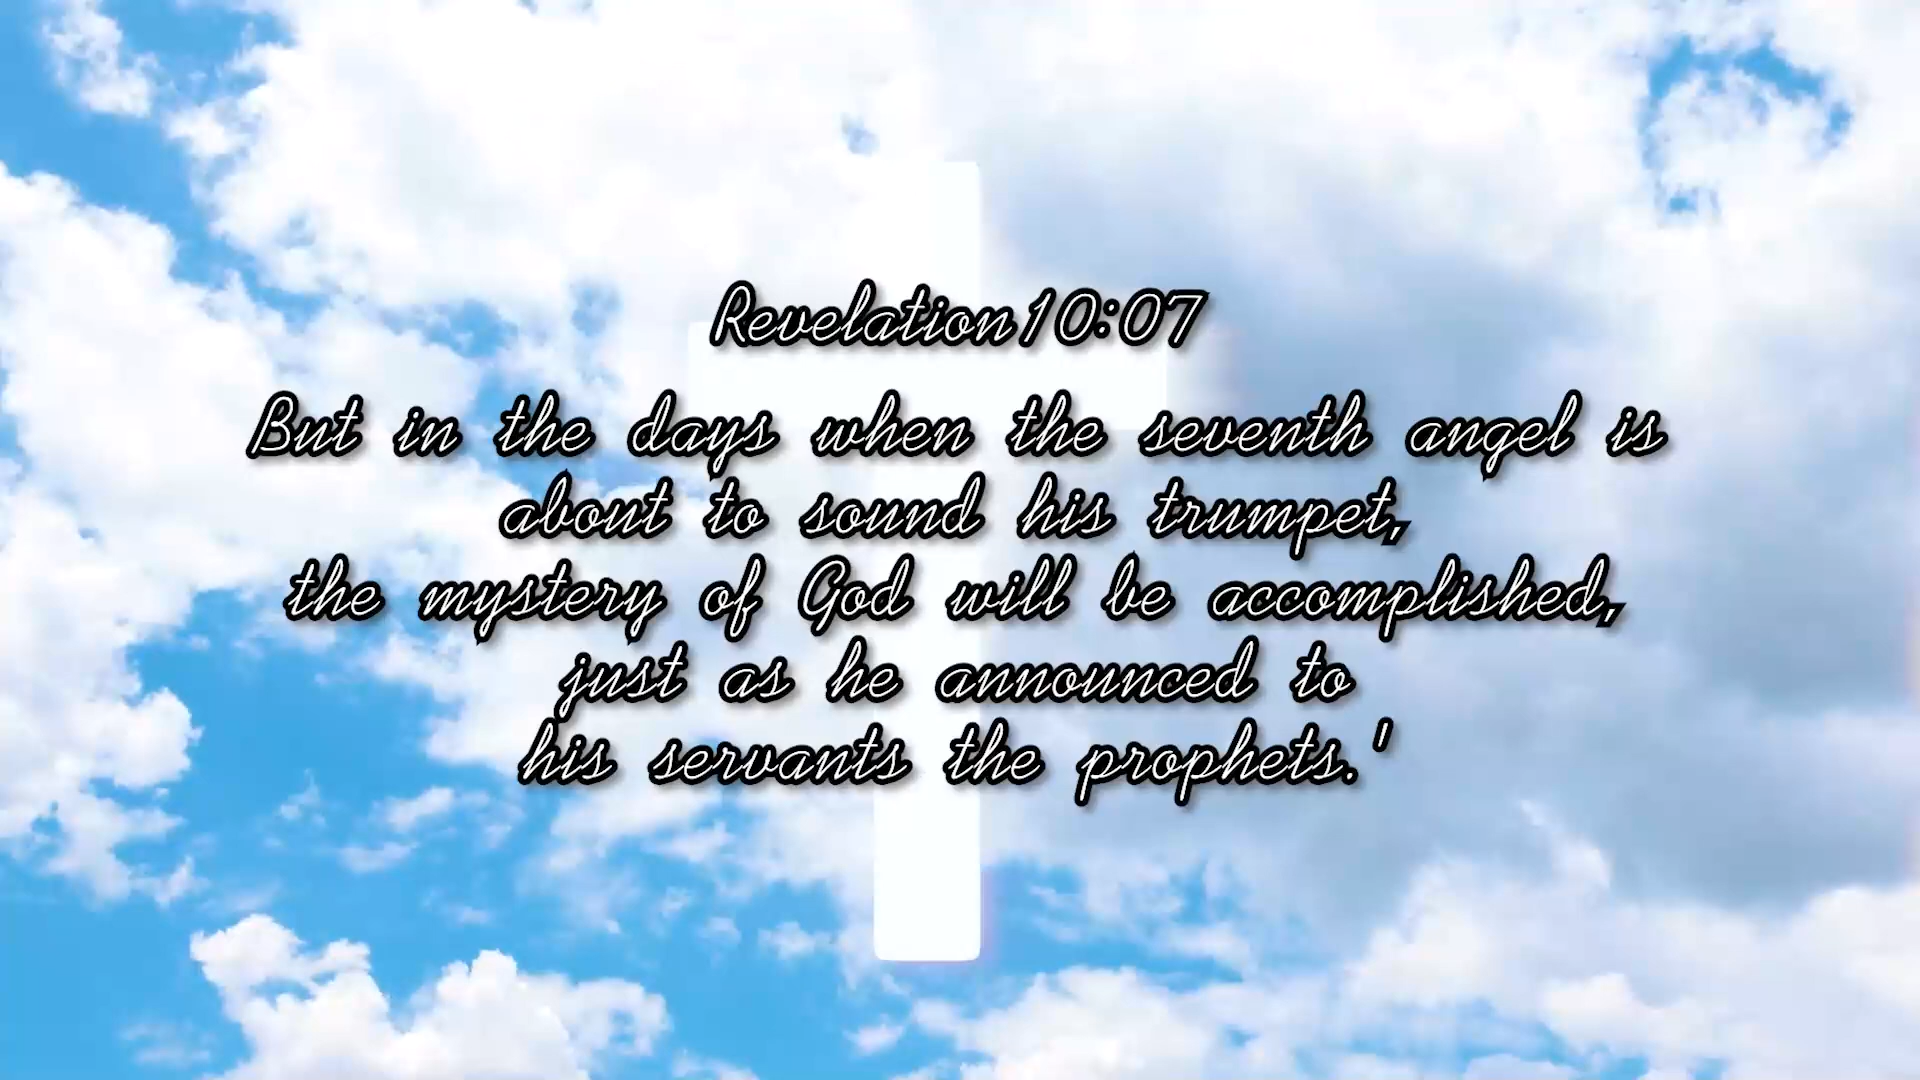 Revelation10:07
But in the days when the seventh angel is
about to sound his trumpet,
the mystery of God will be accomplished,
just as he announced to
his servants the prophets.'